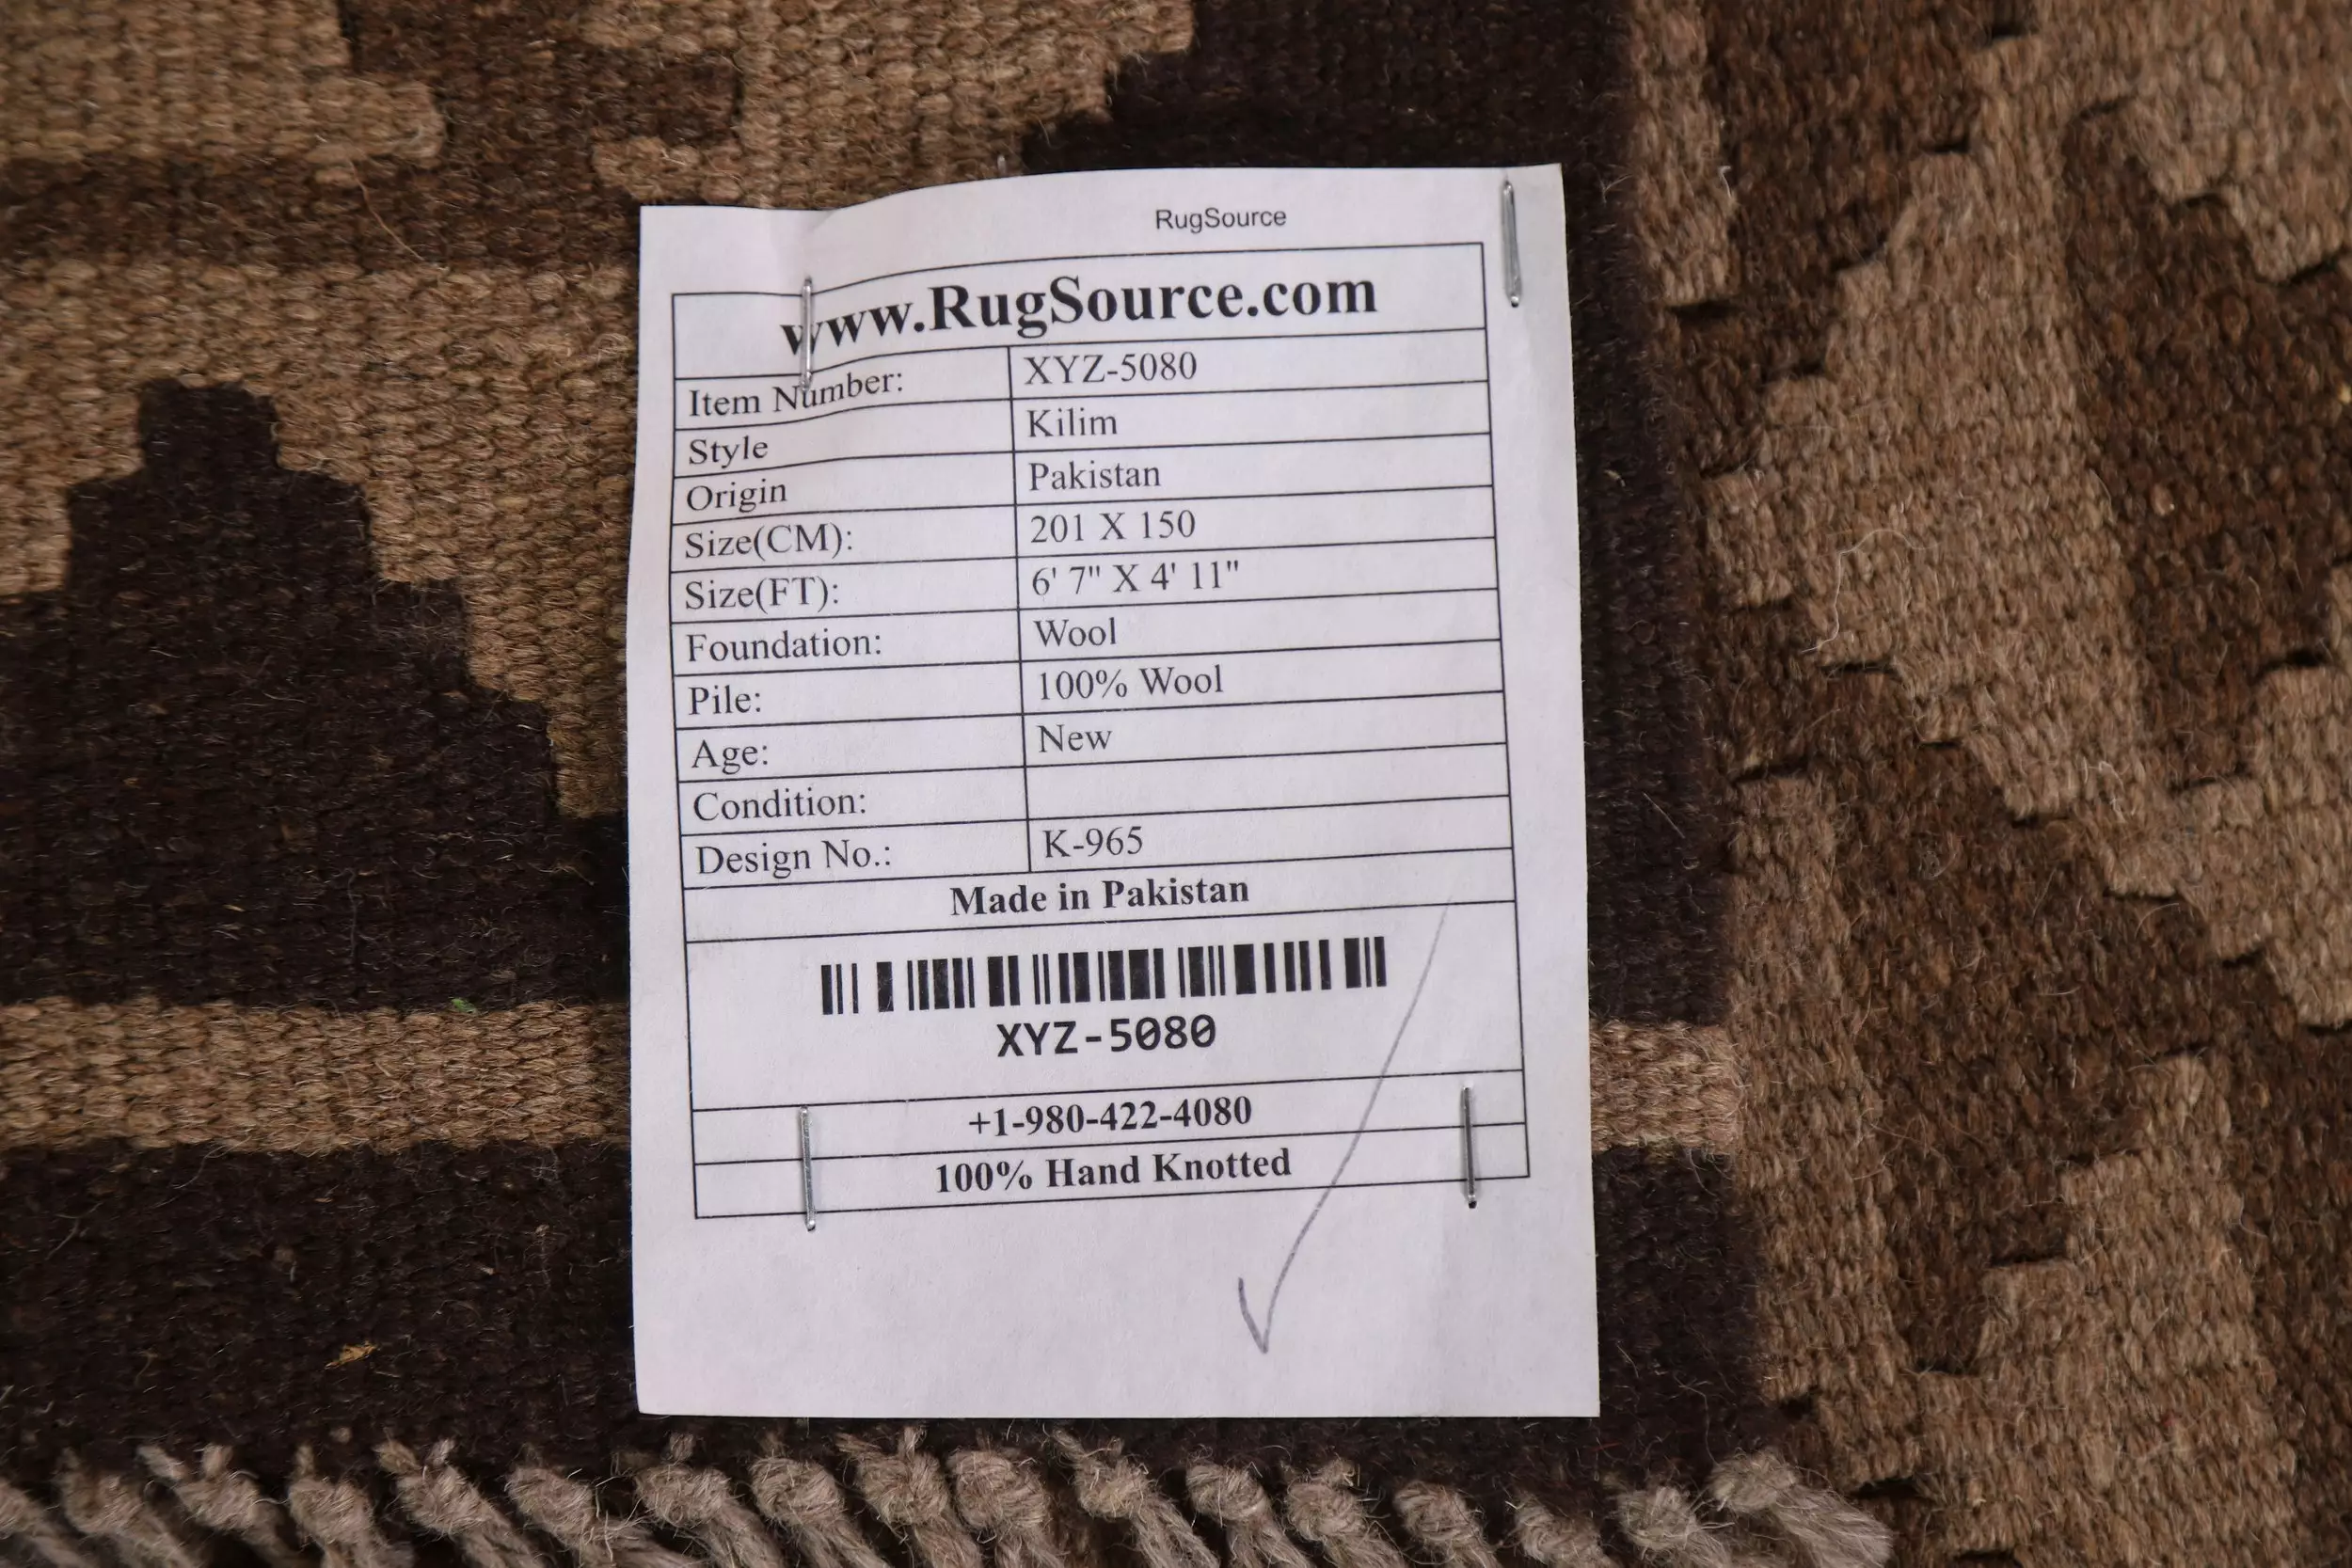 RugSource
www.RugSource.com
Item Number: XYZ-5080
Style Kilim
Origin Pakistan
Size(CM): 201 X 150
Size(FT): 6' 7" X 4' 11"
Foundation: Wool
Pile: 100% Wool
Age: New
Condition:
Design No.: K-965
Made in Pakistan
XYZ-5080
+1-980-422-4080
100% Hand Knotted